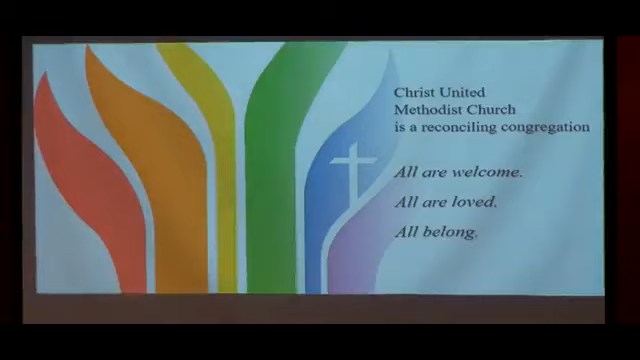 Christ United
Methodist Church
is a reconciling congregation
All are welcome.
All are loved.
All belong.